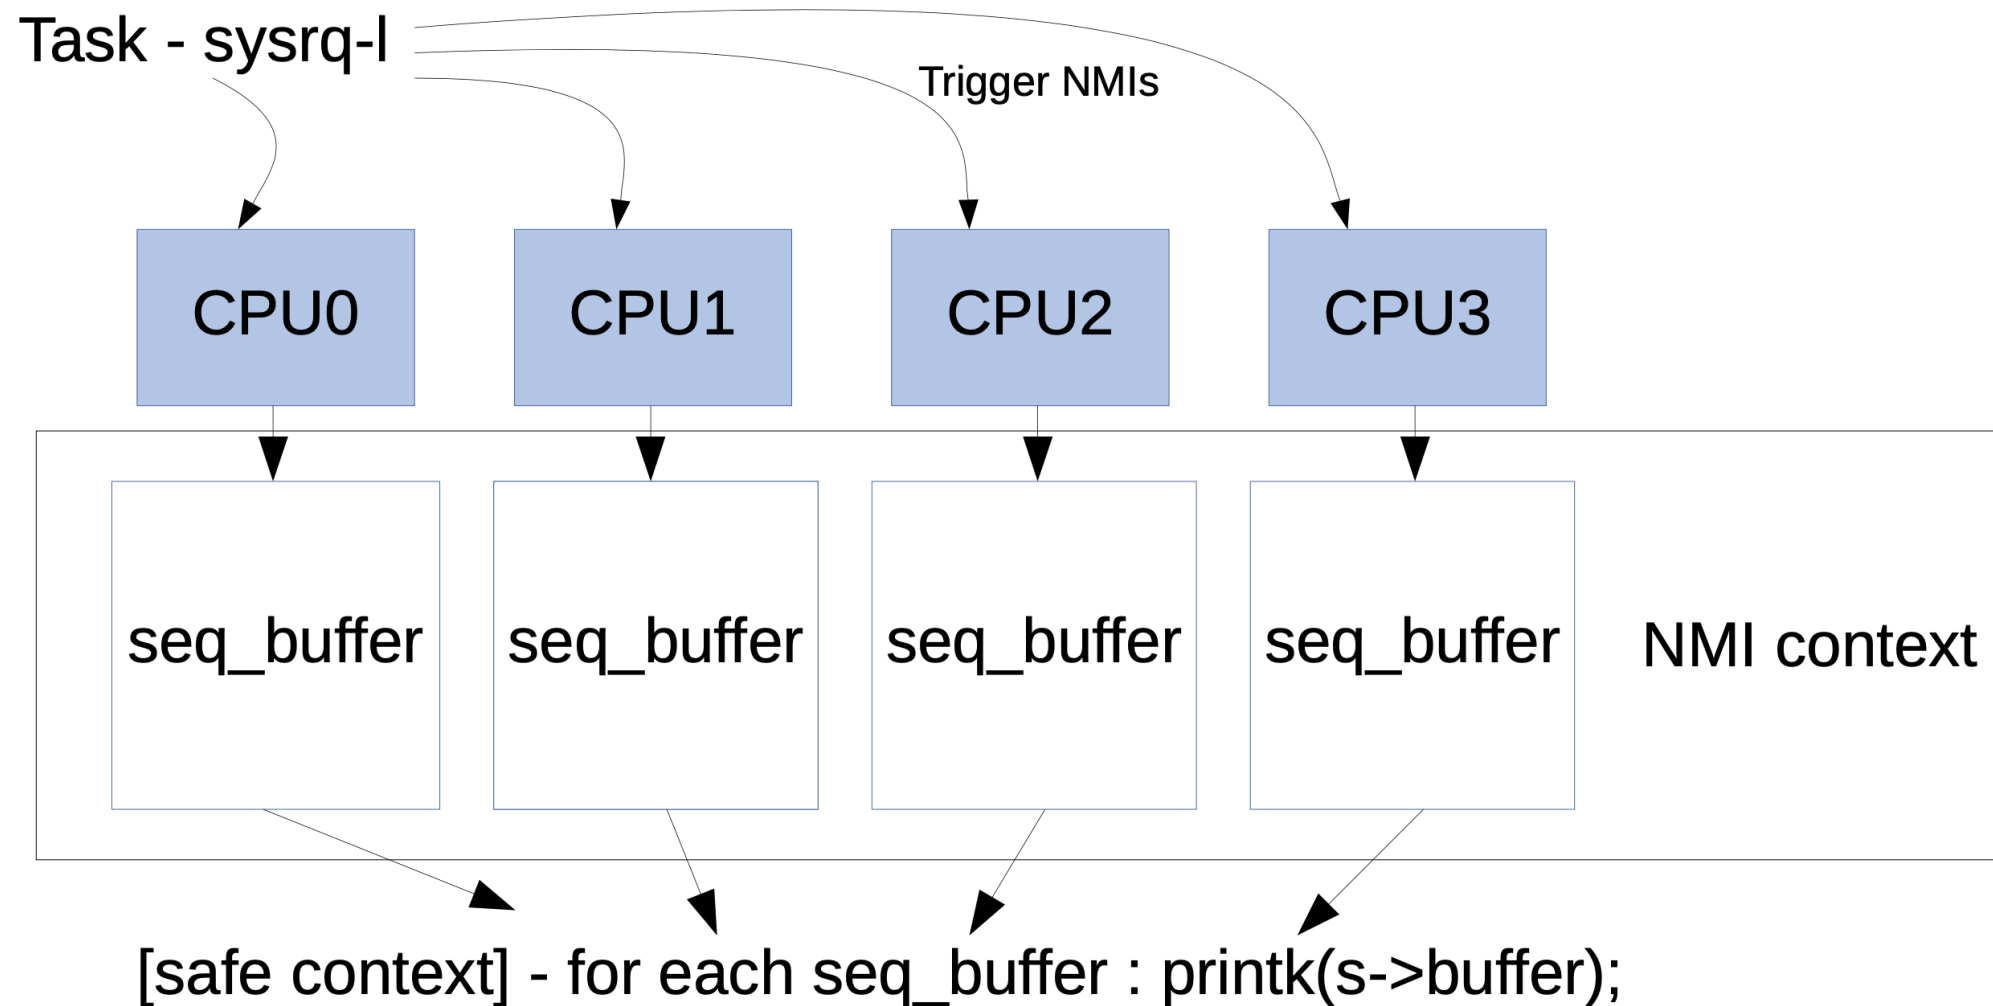 Task - sysrq-l
Trigger NMIs
CPU0 CPU1 CPU2 CPU3
seq_buffer seq_buffer seq_buffer seq_buffer NMI context
[safe context] - for each seq_buffer : printk(s->buffer);